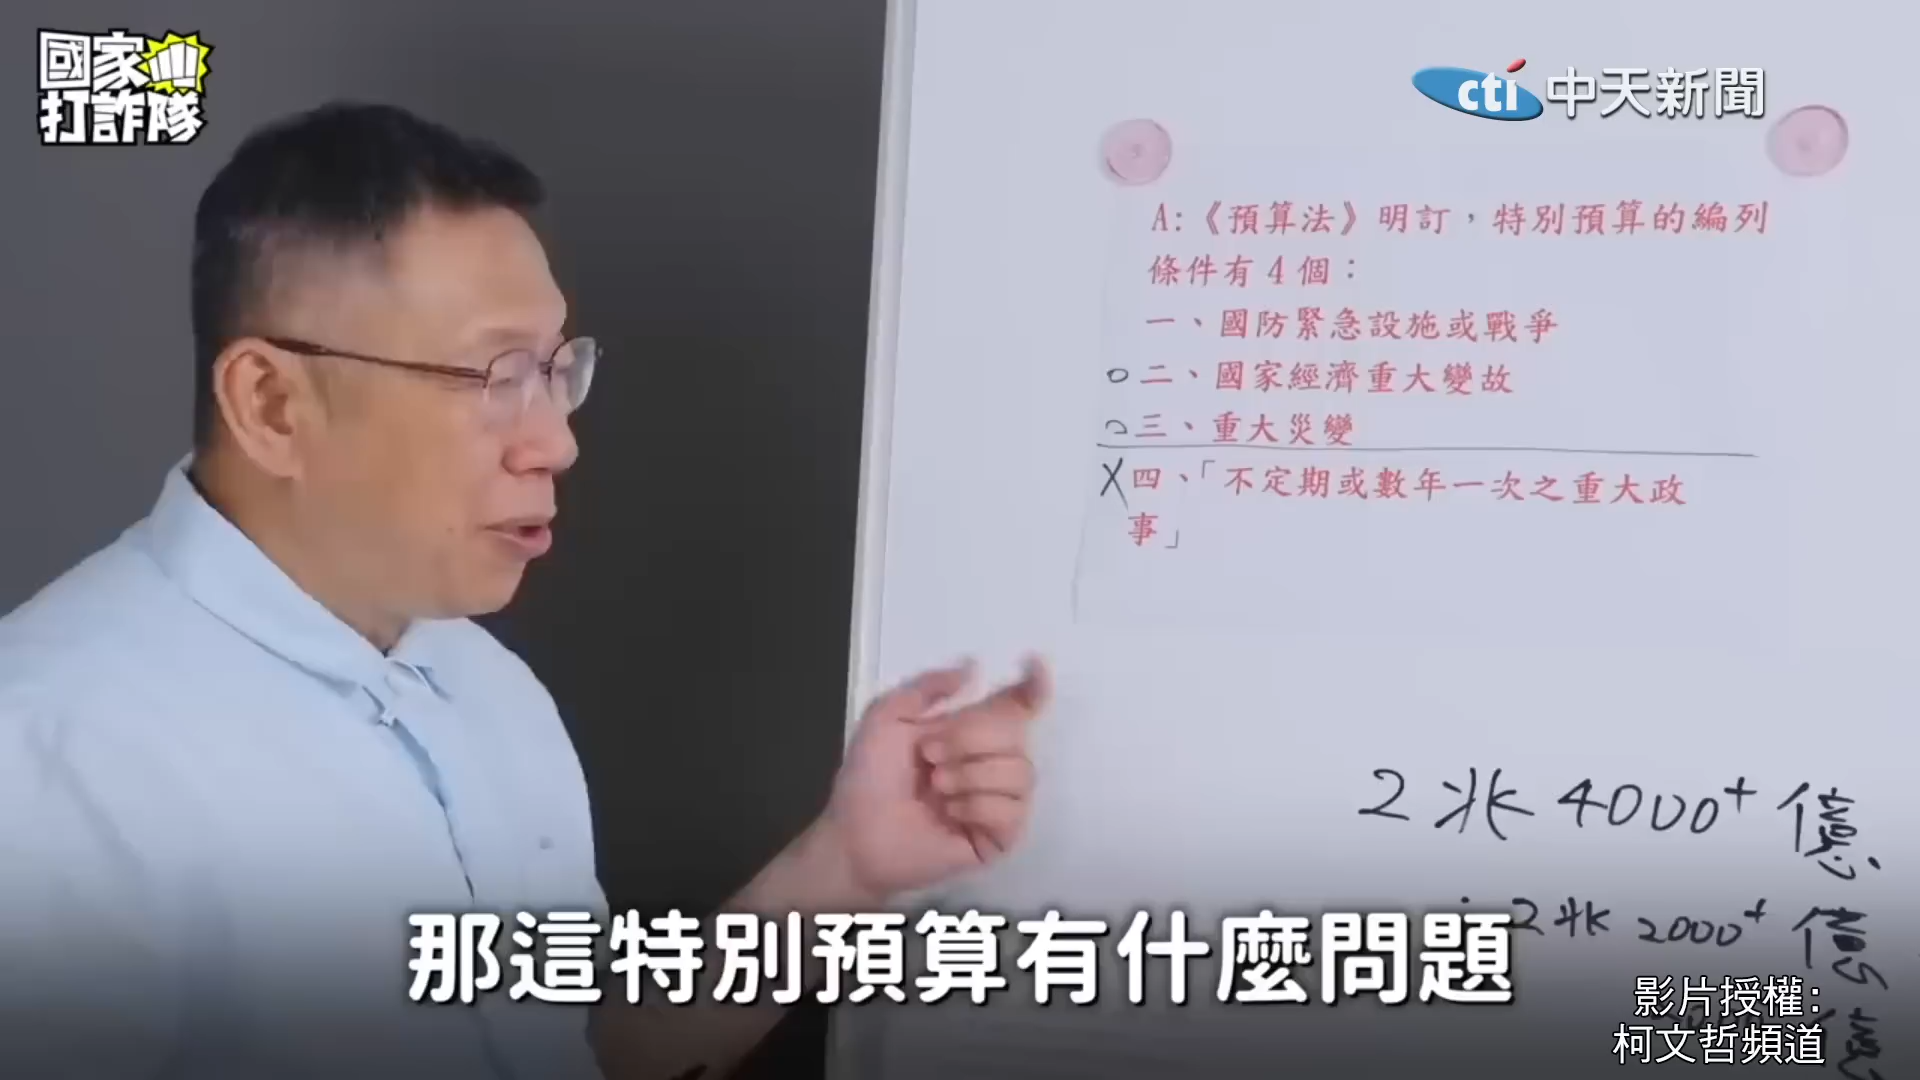 國家
打詐隊
cti 中天新聞
A:《預算法》明訂，特別預算的編列
條件有4個：
一、國防緊急設施或戰爭
二、國家經濟重大變故
三、重大災變
X四、「不定期或數年一次之重大政
事」
2兆4000+億
2兆2000+億
那這特別預算有什麼問題
影片授權:
柯文哲頻道